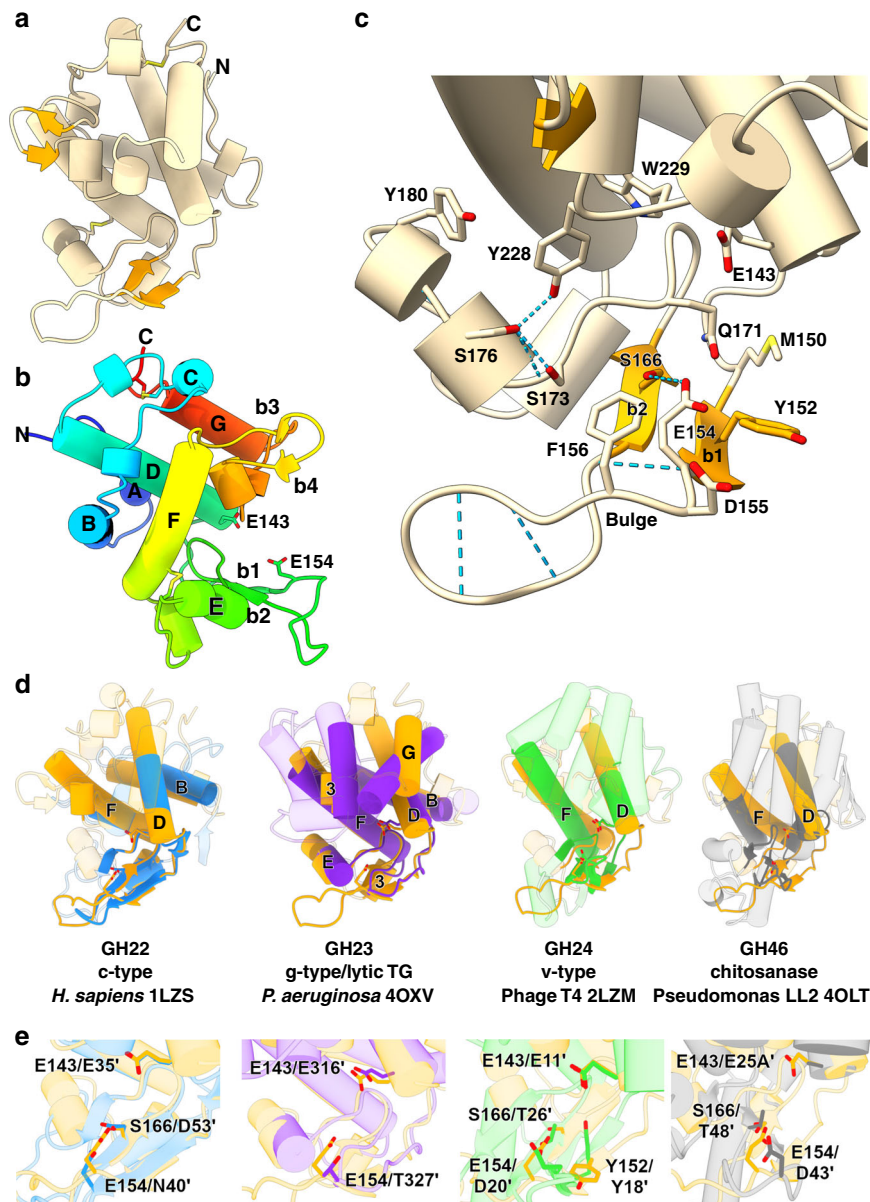 a
C
N
b
C
C
b3
G
N
D
b4
A
B
F
E143
b1
E154
E
b2
c
W229
Y180
Y228
E143
Q171
M150
S176
S166
S173
b2
E154
Y152
F156
b1
D155
Bulge
d
B
F
D
G
3
B
F
D
E
3
F
D
F
D
GH22
c-type
H. sapiens 1LZS
GH23
g-type/lytic TG
P. aeruginosa 4OXV
GH24
v-type
Phage T4 2LZM
GH46
chitosanase
Pseudomonas LL2 4OLT
e
E143/E35'
S166/D53'
E154/N40'
E143/E316'
E154/T327'
E143/E11'
S166/T26'
E154/
D20'
Y152/
Y18'
E143/E25A'
S166/
T48'
E154/
D43'